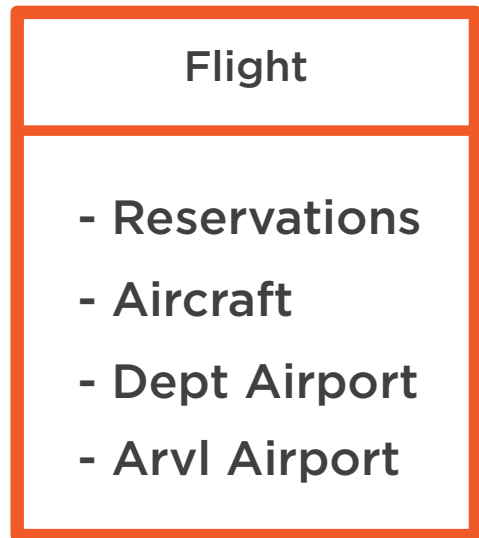 Flight
- Reservations
- Aircraft
- Dept Airport
- Arvl Airport